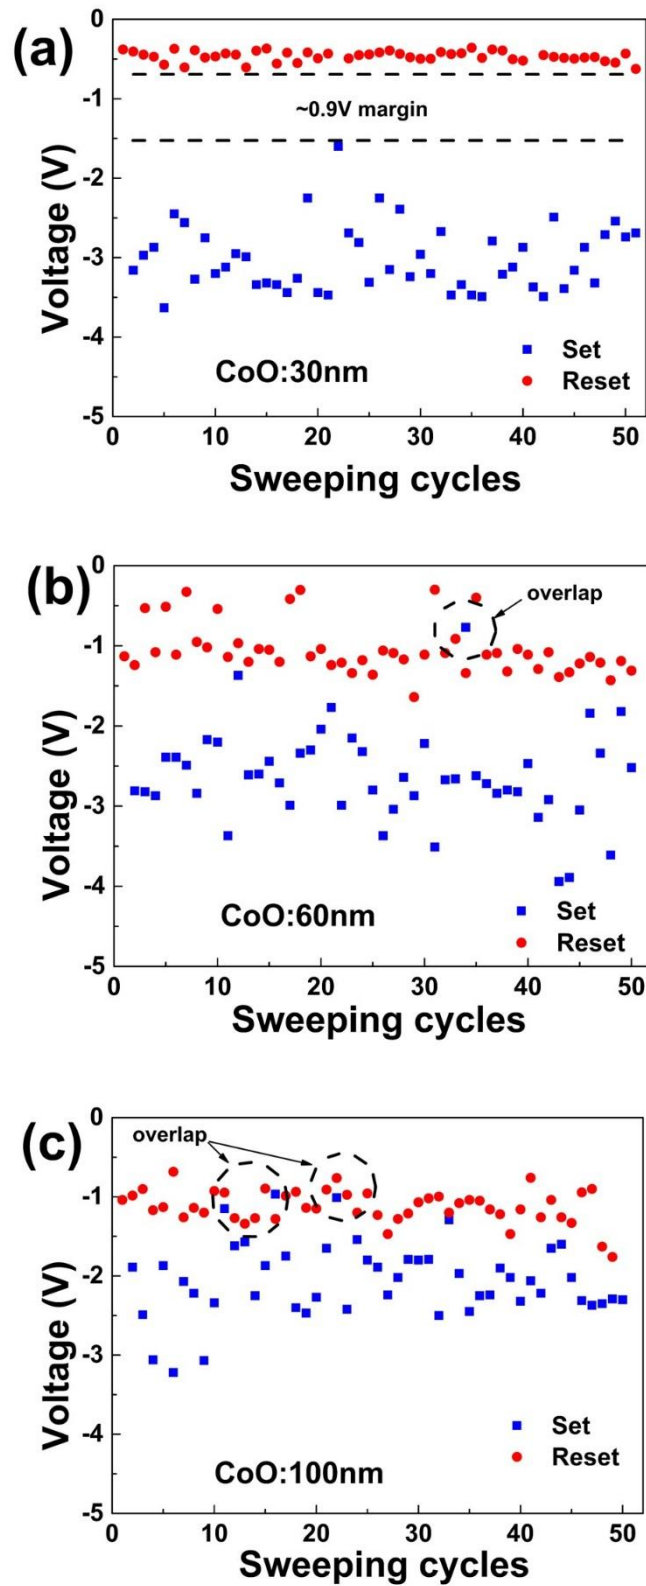 (a)
0
-1
-2
-3
-4
-5
Voltage (V)
~0.9V margin
CoO:30nm
Set
Reset
0 10 20 30 40 50
Sweeping cycles
(b)
0
-1
-2
-3
-4
-5
Voltage (V)
overlap
CoO:60nm
Set
Reset
0 10 20 30 40 50
Sweeping cycles
(c)
0
-1
-2
-3
-4
-5
Voltage (V)
overlap
CoO:100nm
Set
Reset
0 10 20 30 40 50
Sweeping cycles